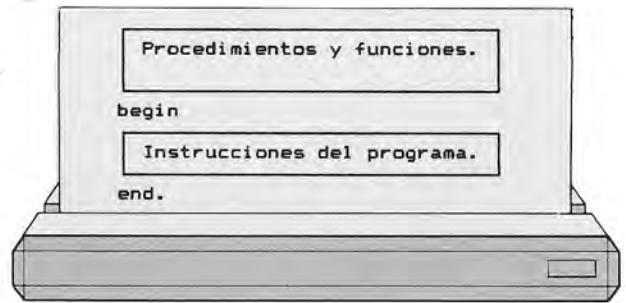 Procedimientos y funciones.
begin
Instrucciones del programa.
end.